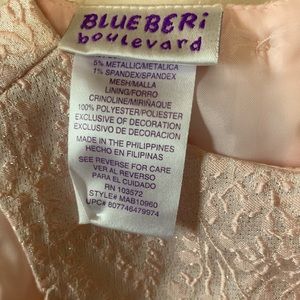 BLUEBERi
boulevard
5% METALLIC/METALICA
1% SPANDEX/SPANDEX
MESH/MALLA
LINING/FORRO
CRINOLINE/MIRIÑAQUE
100% POLYESTER/POLIESTER
EXCLUSIVE OF DECORATION
EXCLUSIVO DE DECORACION
MADE IN THE PHILIPPINES
HECHO EN FILIPINAS
SEE REVERSE FOR CARE
VER AL REVERSO
PARA EL CUIDADO
RN 103572
STYLE# MAB10960
UPC# 807746479974